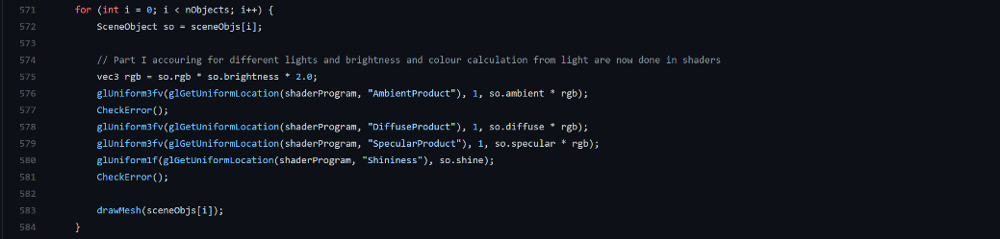 571 for (int i = 0; i < nObjects; i++) {
572 SceneObject so = sceneObjs[i];
573
574 // Part I accouring for different lights and brightness and colour calculation from light are now done in shaders
575 vec3 rgb = so.rgb * so.brightness * 2.0;
576 glUniform3fv(glGetUniformLocation(shaderProgram, "AmbientProduct"), 1, so.ambient * rgb);
577 CheckError();
578 glUniform3fv(glGetUniformLocation(shaderProgram, "DiffuseProduct"), 1, so.diffuse * rgb);
579 glUniform3fv(glGetUniformLocation(shaderProgram, "SpecularProduct"), 1, so.specular * rgb);
580 glUniform1f(glGetUniformLocation(shaderProgram, "Shininess"), so.shine);
581 CheckError();
582
583 drawMesh(sceneObjs[i]);
584 }